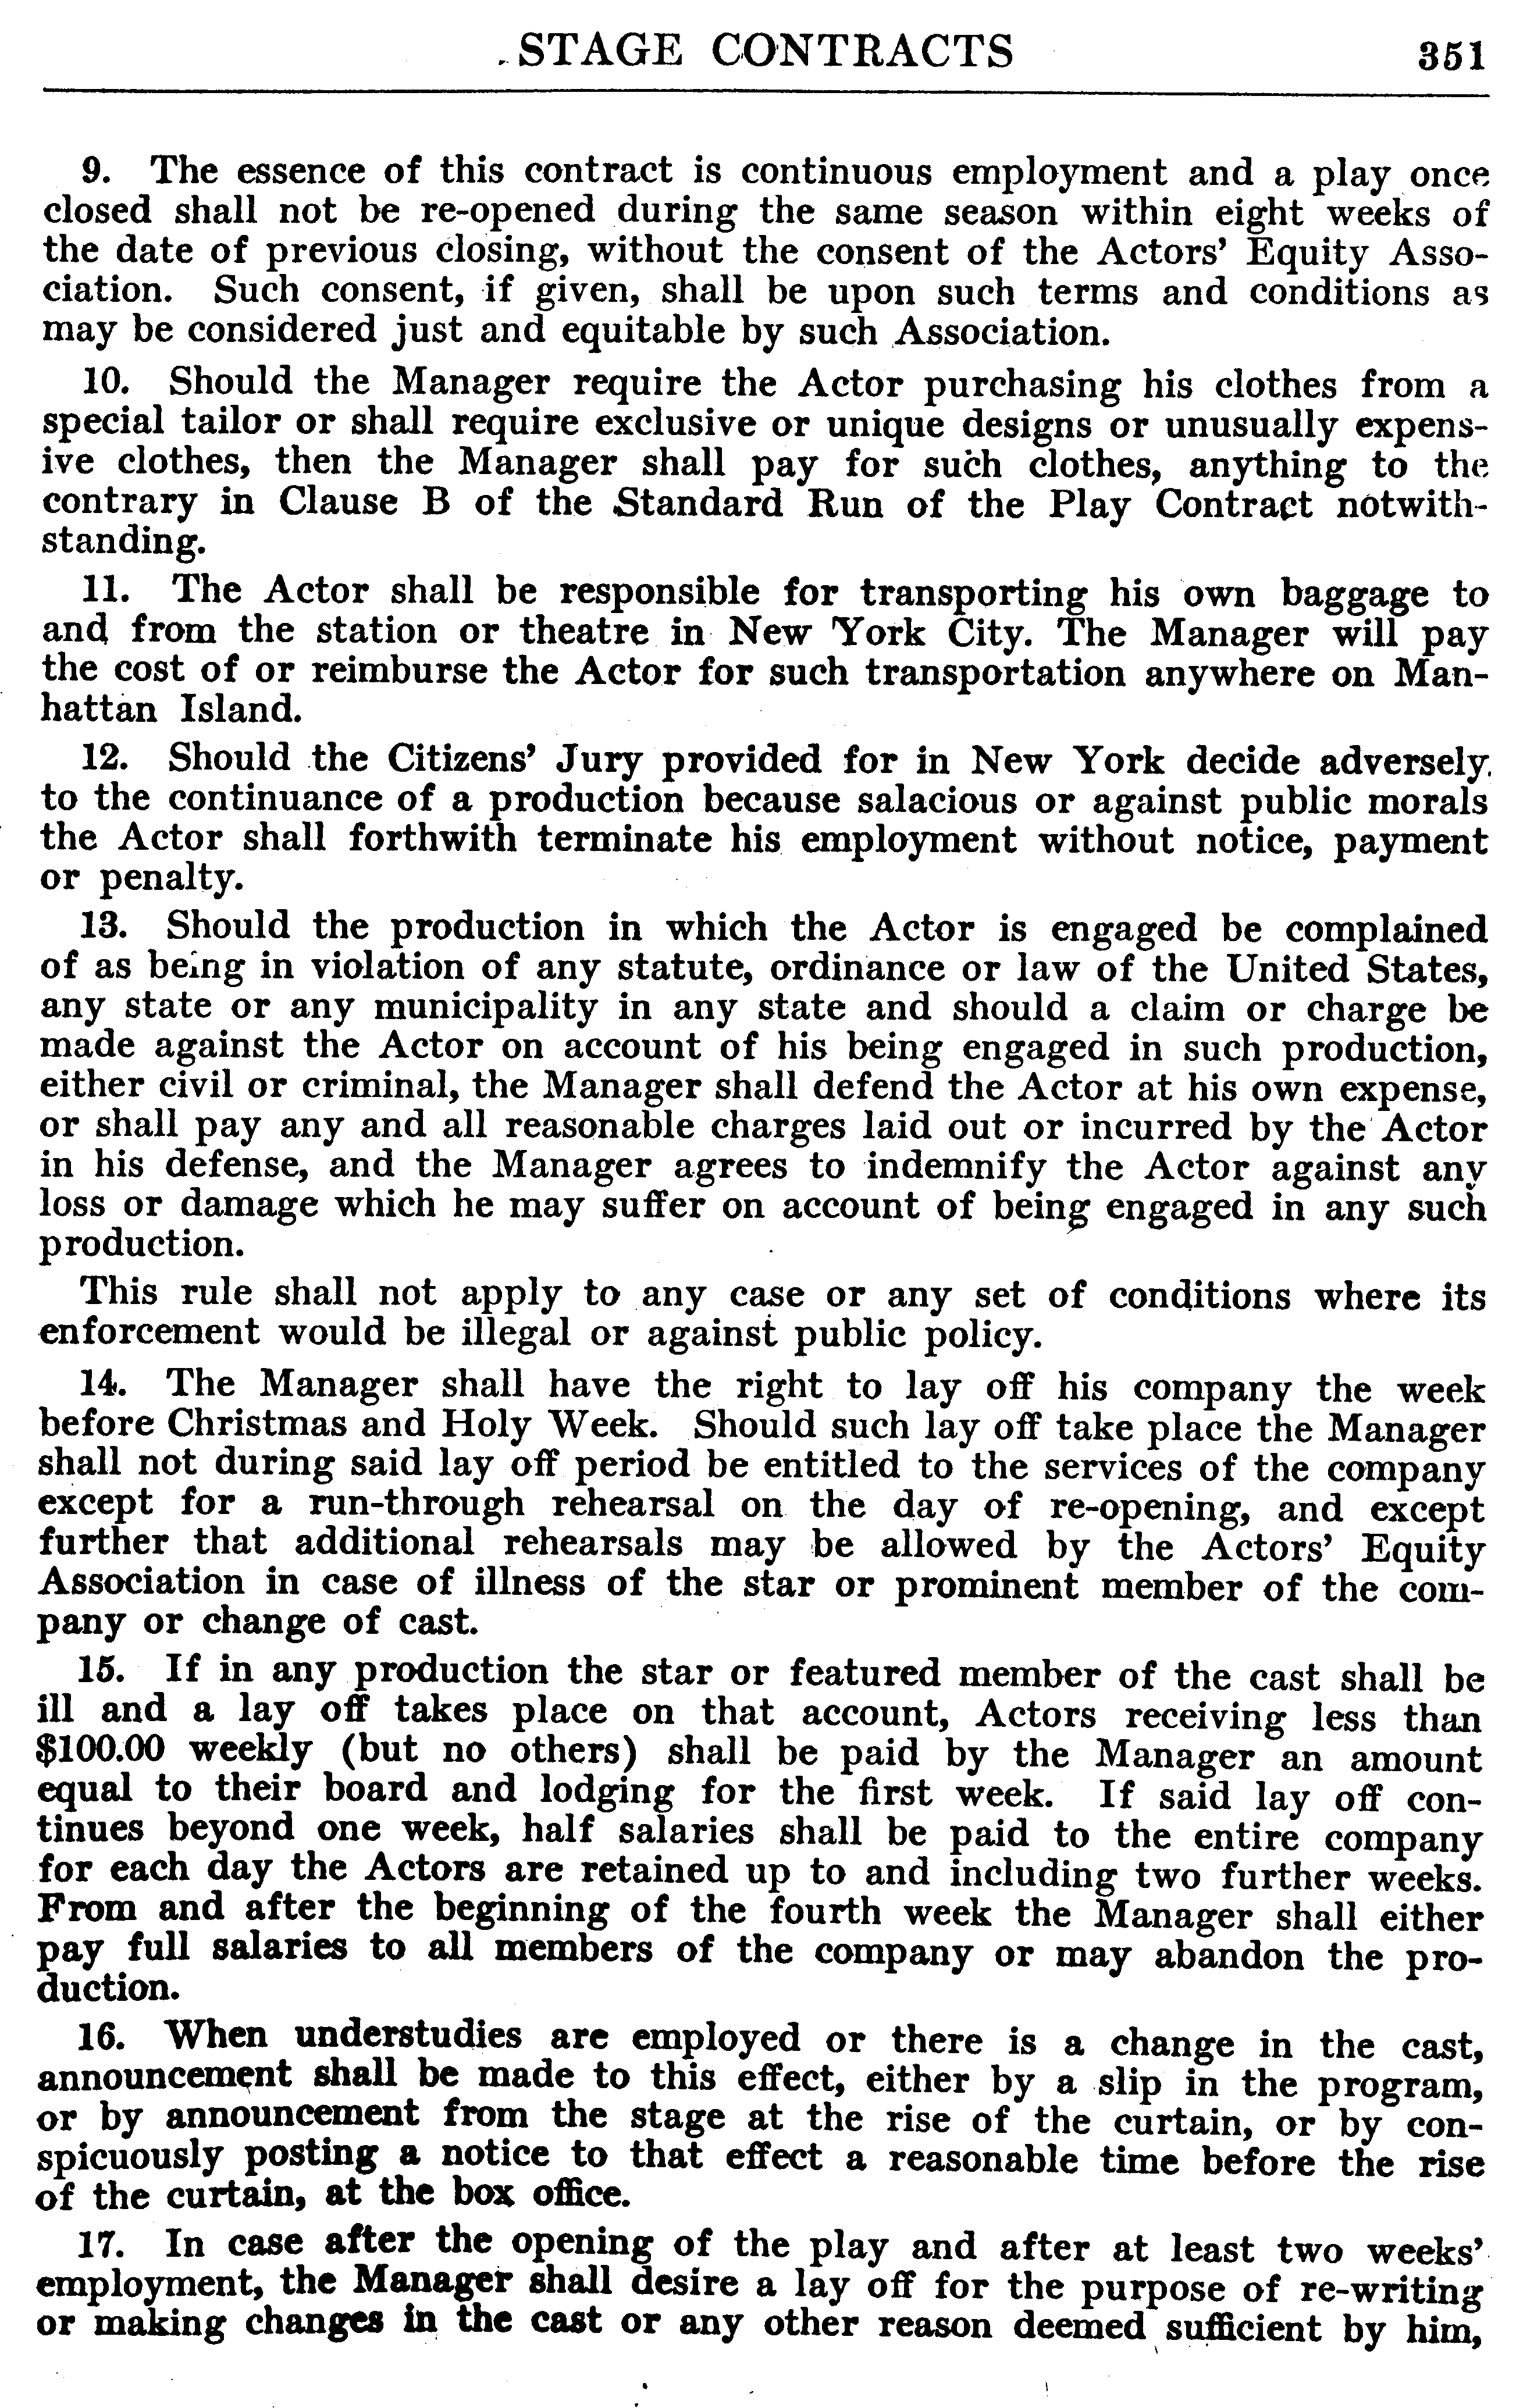 STAGE CONTRACTS 351
9. The essence of this contract is continuous employment and a play once
closed shall not be re-opened during the same season within eight weeks of
the date of previous closing, without the consent of the Actors' Equity Asso-
ciation. Such consent, if given, shall be upon such terms and conditions as
may be considered just and equitable by such Association.
10. Should the Manager require the Actor purchasing his clothes from a
special tailor or shall require exclusive or unique designs or unusually expens-
ive clothes, then the Manager shall pay for such clothes, anything to the
contrary in Clause B of the Standard Run of the Play Contract notwith-
standing.
11. The Actor shall be responsible for transporting his own baggage to
and from the station or theatre in New York City. The Manager will pay
the cost of or reimburse the Actor for such transportation anywhere on Man-
hattan Island.
12. Should the Citizens' Jury provided for in New York decide adversely
to the continuance of a production because salacious or against public morals
the Actor shall forthwith terminate his employment without notice, payment
or penalty.
13. Should the production in which the Actor is engaged be complained
of as being in violation of any statute, ordinance or law of the United States,
any state or any municipality in any state and should a claim or charge be
made against the Actor on account of his being engaged in such production,
either civil or criminal, the Manager shall defend the Actor at his own expense,
or shall pay any and all reasonable charges laid out or incurred by the Actor
in his defense, and the Manager agrees to indemnify the Actor against any
loss or damage which he may suffer on account of being engaged in any such
production.
This rule shall not apply to any case or any set of conditions where its
enforcement would be illegal or against public policy.
14. The Manager shall have the right to lay off his company the week
before Christmas and Holy Week. Should such lay off take place the Manager
shall not during said lay off period be entitled to the services of the company
except for a run-through rehearsal on the day of re-opening, and except
further that additional rehearsals may be allowed by the Actors' Equity
Association in case of illness of the star or prominent member of the com-
pany or change of cast.
15. If in any production the star or featured member of the cast shall be
ill and a lay off takes place on that account, Actors receiving less than
$100.00 weekly (but no others) shall be paid by the Manager an amount
equal to their board and lodging for the first week. If said lay off con-
tinues beyond one week, half salaries shall be paid to the entire company
for each day the Actors are retained up to and including two further weeks.
From and after the beginning of the fourth week the Manager shall either
pay full salaries to all members of the company or may abandon the pro-
duction.
16. When understudies are employed or there is a change in the cast,
announcement shall be made to this effect, either by a slip in the program,
or by announcement from the stage at the rise of the curtain, or by con-
spicuously posting a notice to that effect a reasonable time before the rise
of the curtain, at the box office.
17. In case after the opening of the play and after at least two weeks'
employment, the Manager shall desire a lay off for the purpose of re-writing
or making changes in the cast or any other reason deemed sufficient by him,